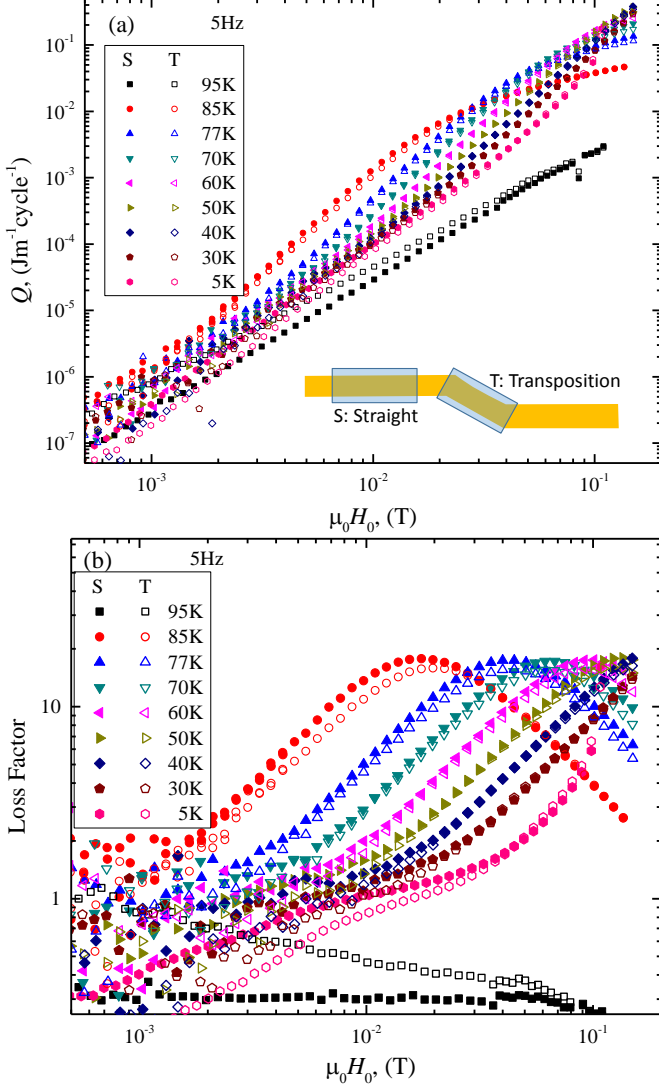 (a)
5Hz
S T
95K
85K
77K
70K
60K
50K
40K
30K
5K
10⁻¹
10⁻²
10⁻³
10⁻⁴
10⁻⁵
10⁻⁶
10⁻⁷
Q, (Jm⁻¹cycle⁻¹)
T: Transposition
S: Straight
10⁻³ 10⁻² 10⁻¹
μ₀H₀, (T)
(b)
5Hz
S T
95K
85K
77K
70K
60K
50K
40K
30K
5K
10
1
Loss Factor
10⁻³ 10⁻² 10⁻¹
μ₀H₀, (T)